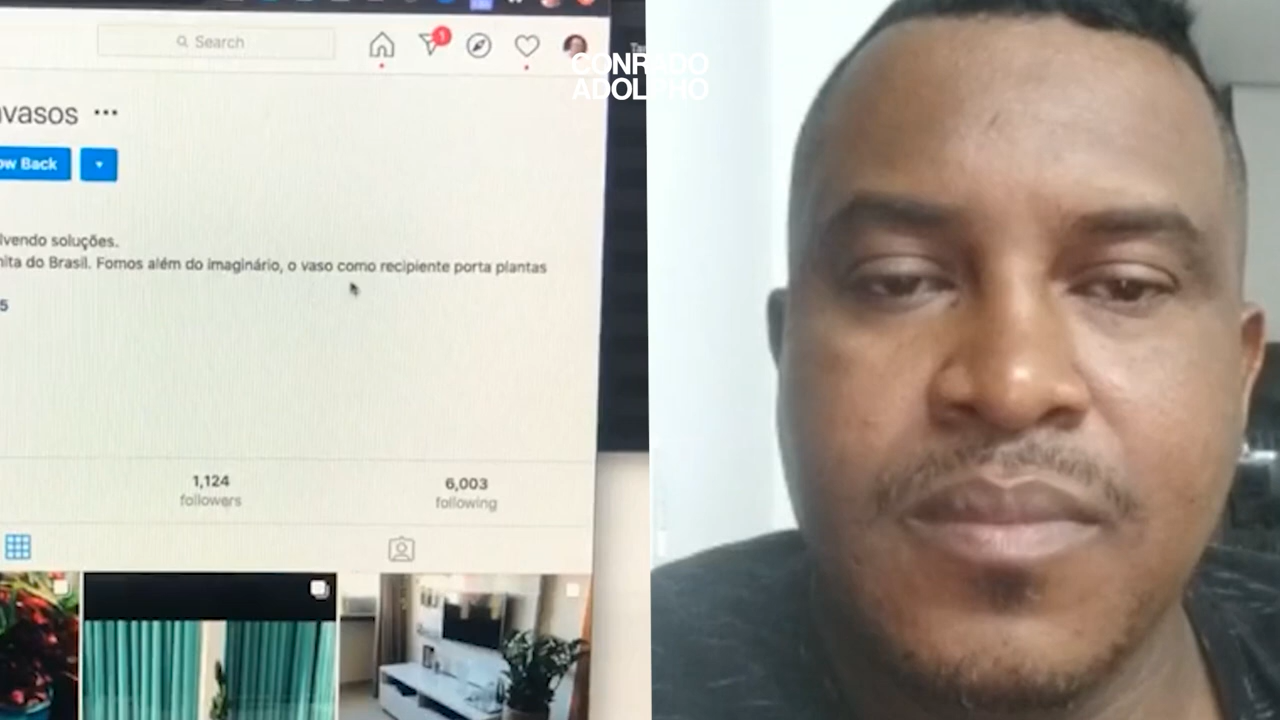 Search
1
CONRADO
ADOLPHO
vasos
ow Back
lvendo soluções.
nita do Brasil. Fomos além do imaginário, o vaso como recipiente porta plantas
5
1,124
followers
6,003
following